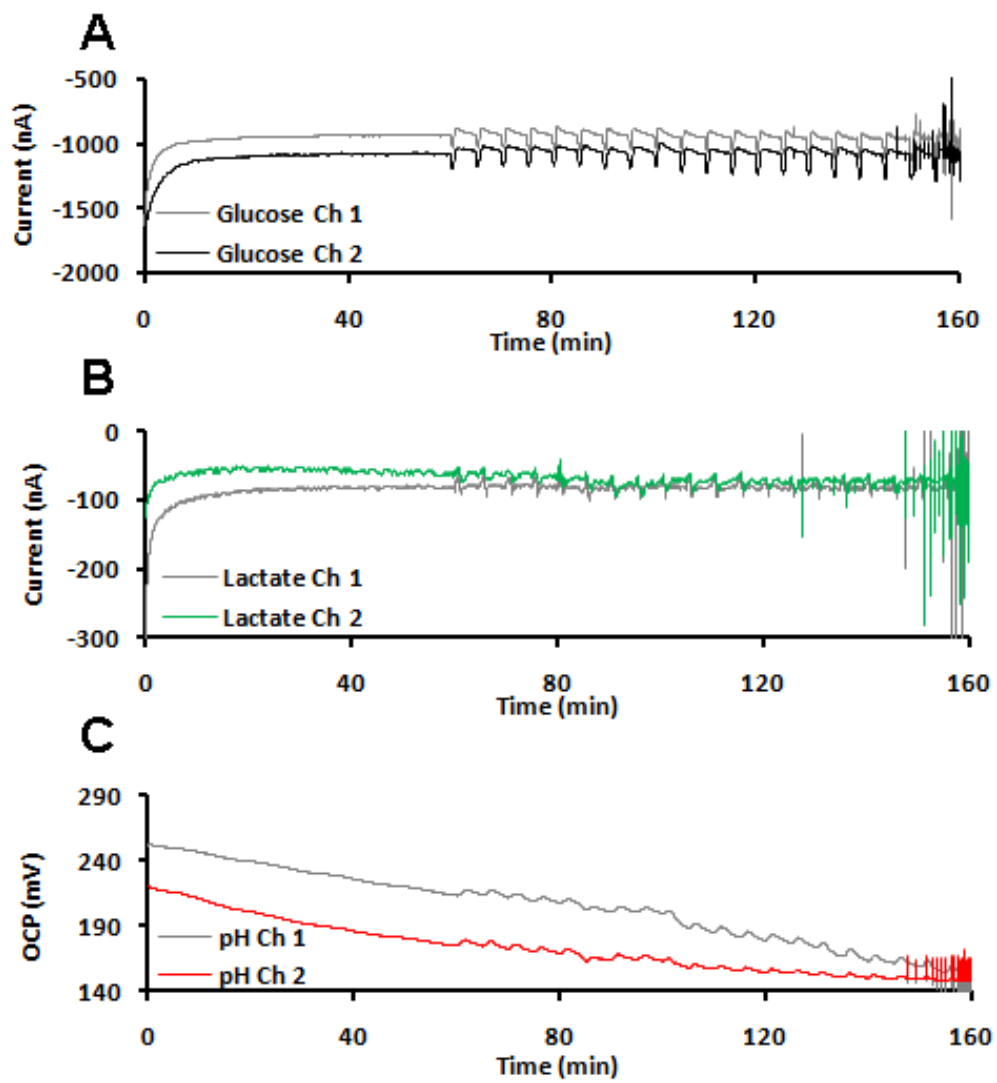 A
-500
-1000
-1500
-2000
Current (nA)
Glucose Ch 1
Glucose Ch 2
0 40 80 120 160
Time (min)
B
0
-100
-200
-300
Current (nA)
Lactate Ch 1
Lactate Ch 2
0 40 80 120 160
Time (min)
C
290
240
190
140
OCP (mV)
pH Ch 1
pH Ch 2
0 40 80 120 160
Time (min)